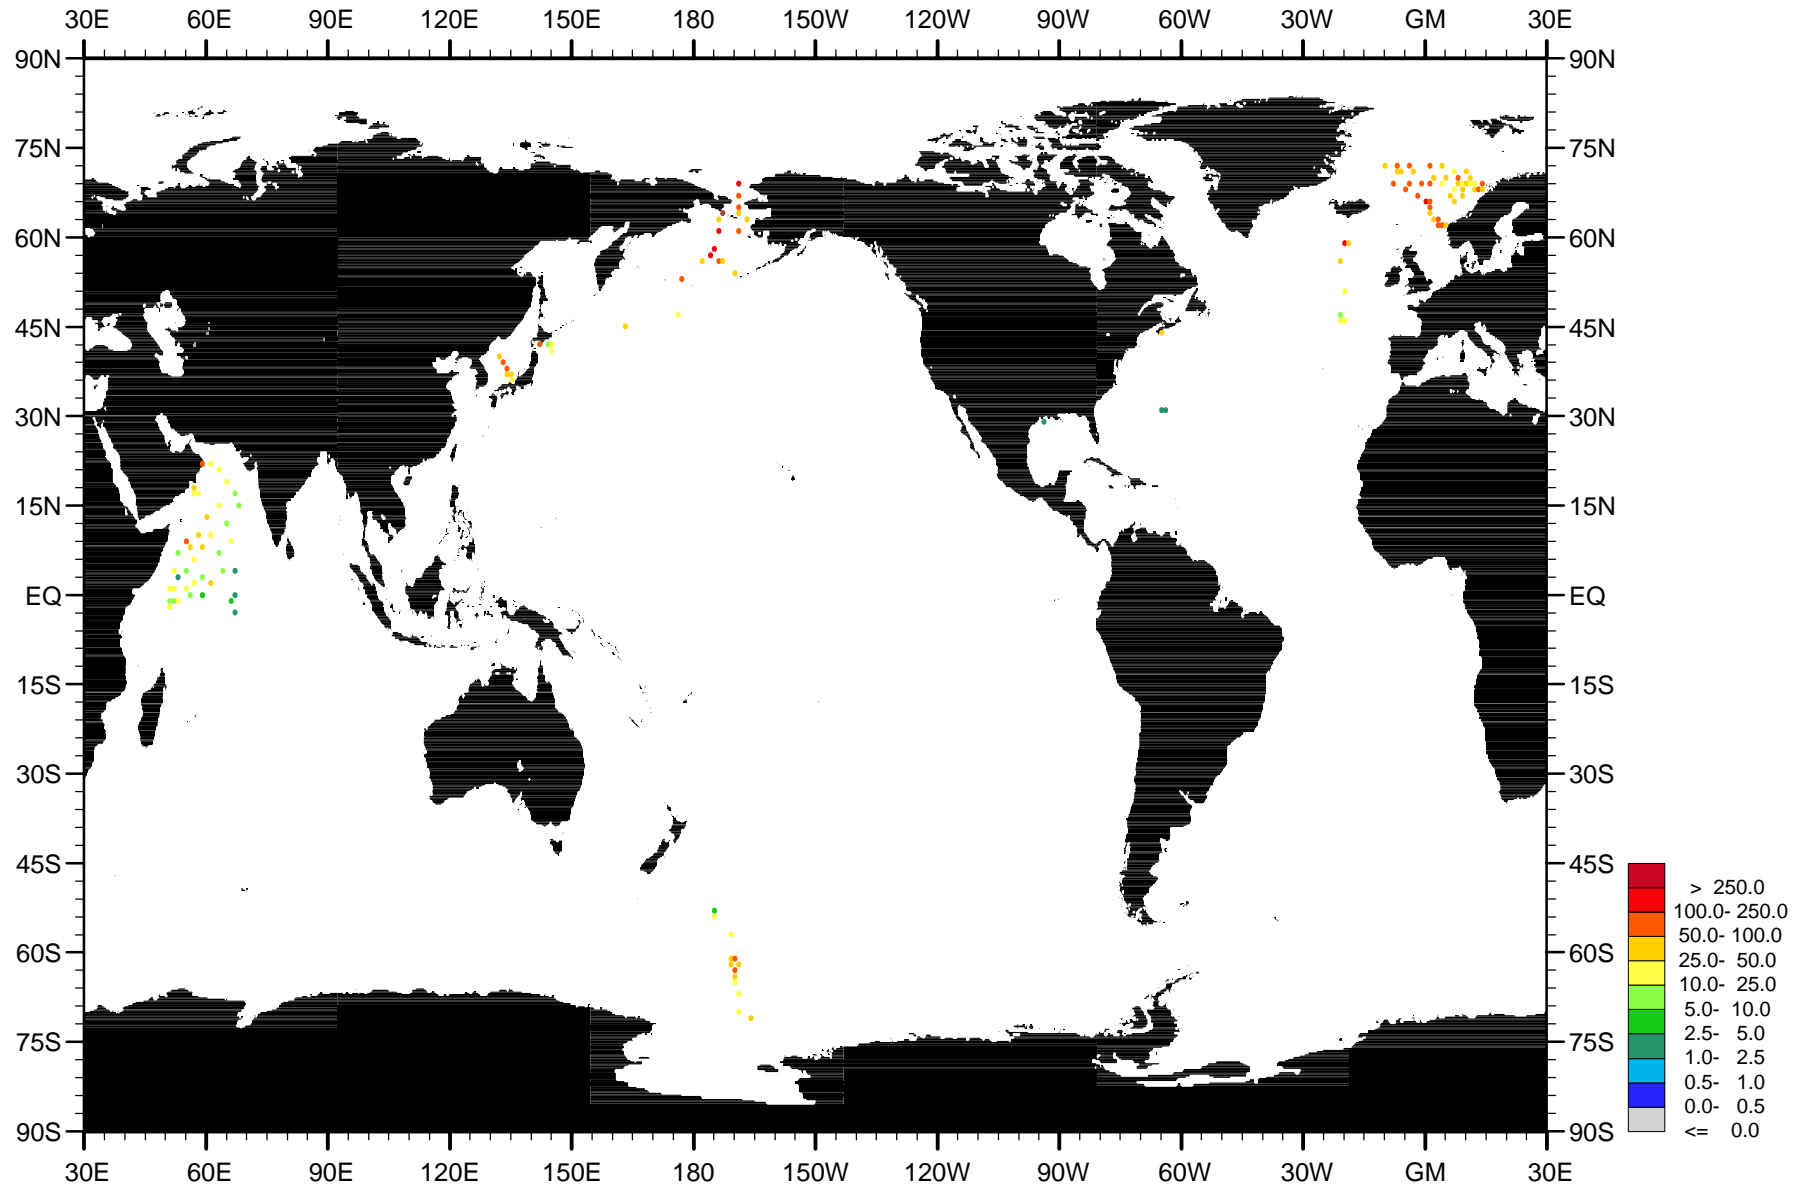 30E 60E 90E 120E 150E 180 150W 120W 90W 60W 30W GM 30E
90N 90N
75N 75N
60N 60N
45N 45N
30N 30N
15N 15N
EQ EQ
15S 15S
30S 30S
45S 45S
> 250.0
100.0- 250.0
50.0- 100.0
60S 60S
25.0- 50.0
10.0- 25.0
5.0- 10.0
2.5- 5.0
75S 75S
1.0- 2.5
0.5- 1.0
0.0- 0.5
90S <= 0.0 90S
30E 60E 90E 120E 150E 180 150W 120W 90W 60W 30W GM 30E